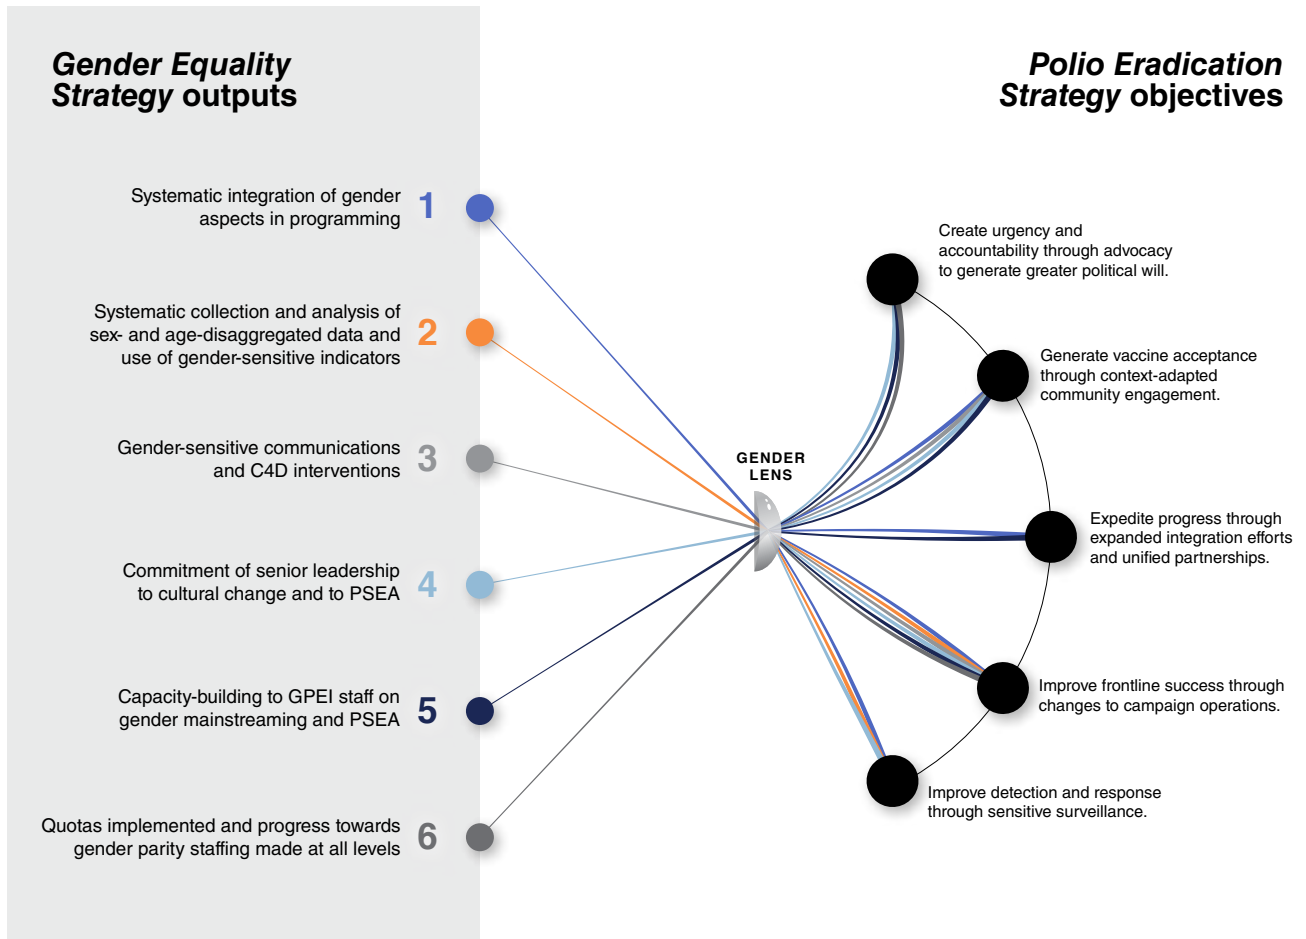 Gender Equality
Strategy outputs
Systematic integration of gender
aspects in programming
1
Systematic collection and analysis of
sex- and age-disaggregated data and
use of gender-sensitive indicators
2
Gender-sensitive communications
and C4D interventions
3
Commitment of senior leadership
to cultural change and to PSEA
4
Capacity-building to GPEI staff on
gender mainstreaming and PSEA
5
Quotas implemented and progress towards
gender parity staffing made at all levels
6
GENDER
LENS
Polio Eradication
Strategy objectives
Create urgency and
accountability through advocacy
to generate greater political will.
Generate vaccine acceptance
through context-adapted
community engagement.
Expedite progress through
expanded integration efforts
and unified partnerships.
Improve frontline success through
changes to campaign operations.
Improve detection and response
through sensitive surveillance.